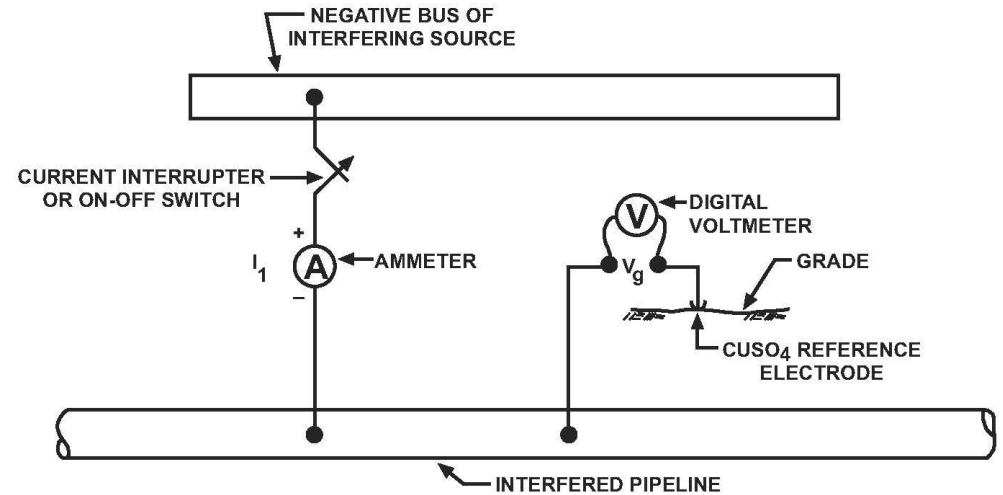 NEGATIVE BUS OF
INTERFERING SOURCE
CURRENT INTERRUPTER
OR ON-OFF SWITCH
+
I1
A
AMMETER
–
V
DIGITAL
VOLTMETER
Vg
GRADE
CUSO4 REFERENCE
ELECTRODE
INTERFERED PIPELINE